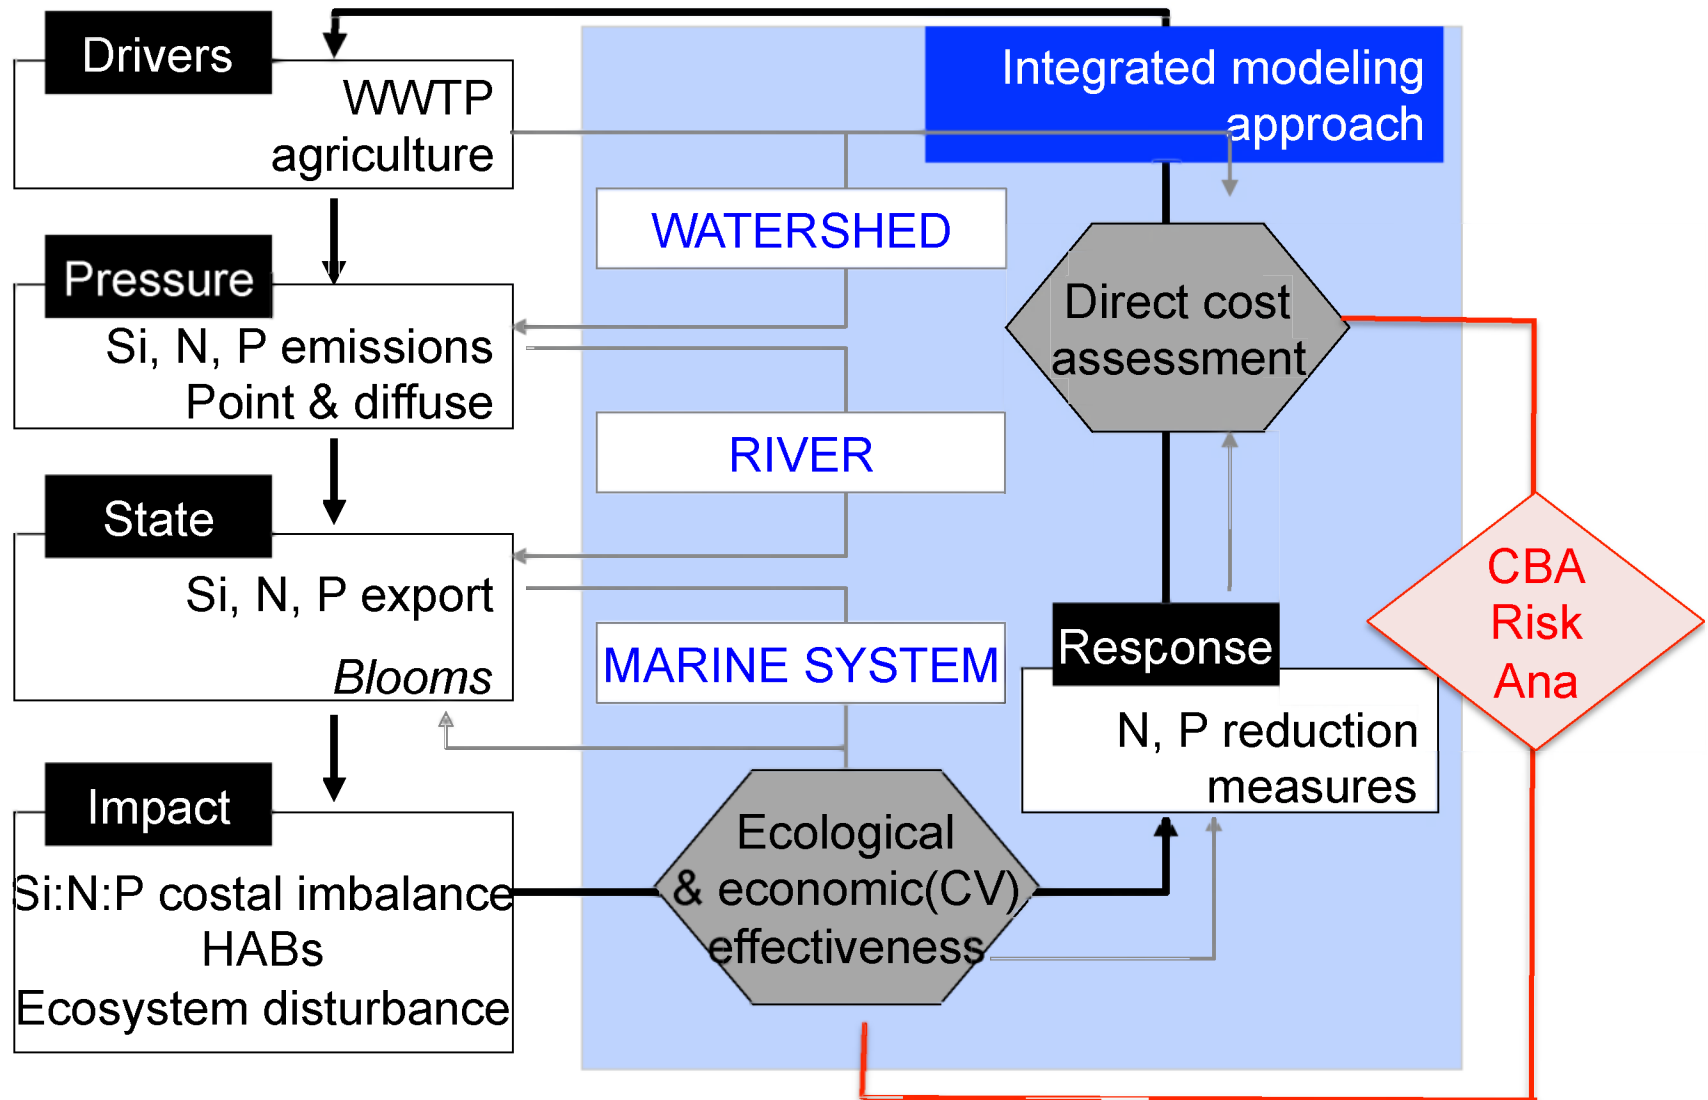 Drivers
WWTP
agriculture
Integrated modeling
approach
WATERSHED
Pressure
Si, N, P emissions
Point & diffuse
Direct cost
assessment
RIVER
State
Si, N, P export
Blooms
MARINE SYSTEM
Response
N, P reduction
measures
CBA
Risk
Ana
Impact
Si:N:P costal imbalance
HABs
Ecosystem disturbance
Ecological
& economic(CV)
effectiveness